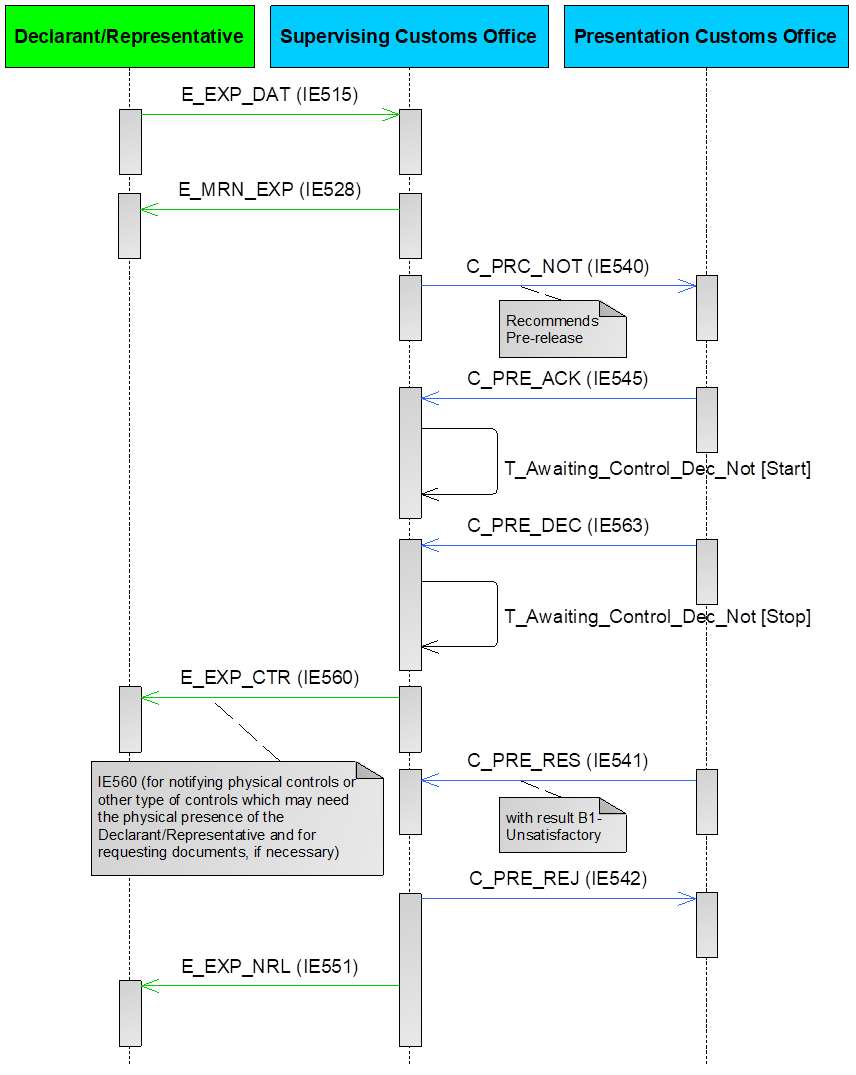 Declarant/Representative
Supervising Customs Office
Presentation Customs Office
E_EXP_DAT (IE515)
E_MRN_EXP (IE528)
C_PRC_NOT (IE540)
Recommends
Pre-release
C_PRE_ACK (IE545)
T_Awaiting_Control_Dec_Not [Start]
C_PRE_DEC (IE563)
T_Awaiting_Control_Dec_Not [Stop]
E_EXP_CTR (IE560)
IE560 (for notifying physical controls or
other type of controls which may need
the physical presence of the
Declarant/Representative and for
requesting documents, if necessary)
C_PRE_RES (IE541)
with result B1-
Unsatisfactory
C_PRE_REJ (IE542)
E_EXP_NRL (IE551)